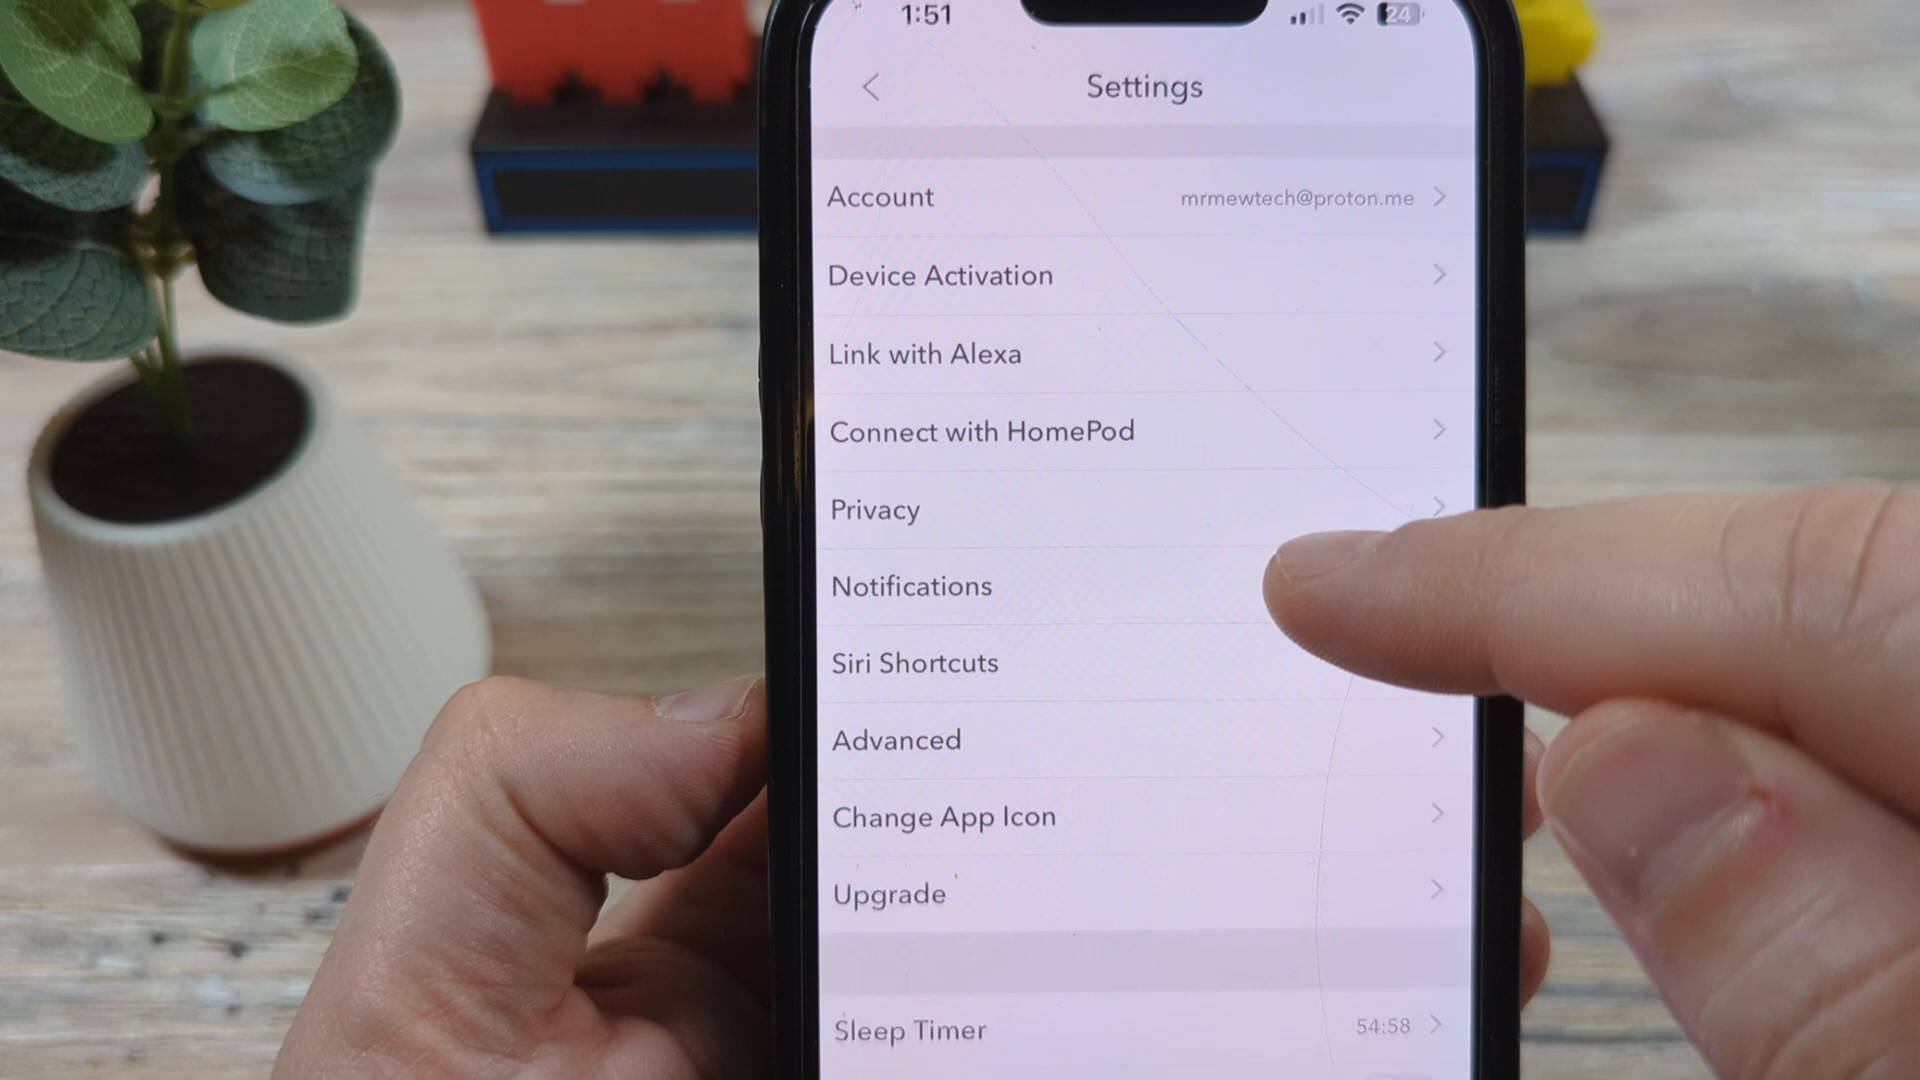 1:51
24
Settings
Account mrmewtech@proton.me
Device Activation
Link with Alexa
Connect with HomePod
Privacy
Notifications
Siri Shortcuts
Advanced
Change App Icon
Upgrade
Sleep Timer 54:58